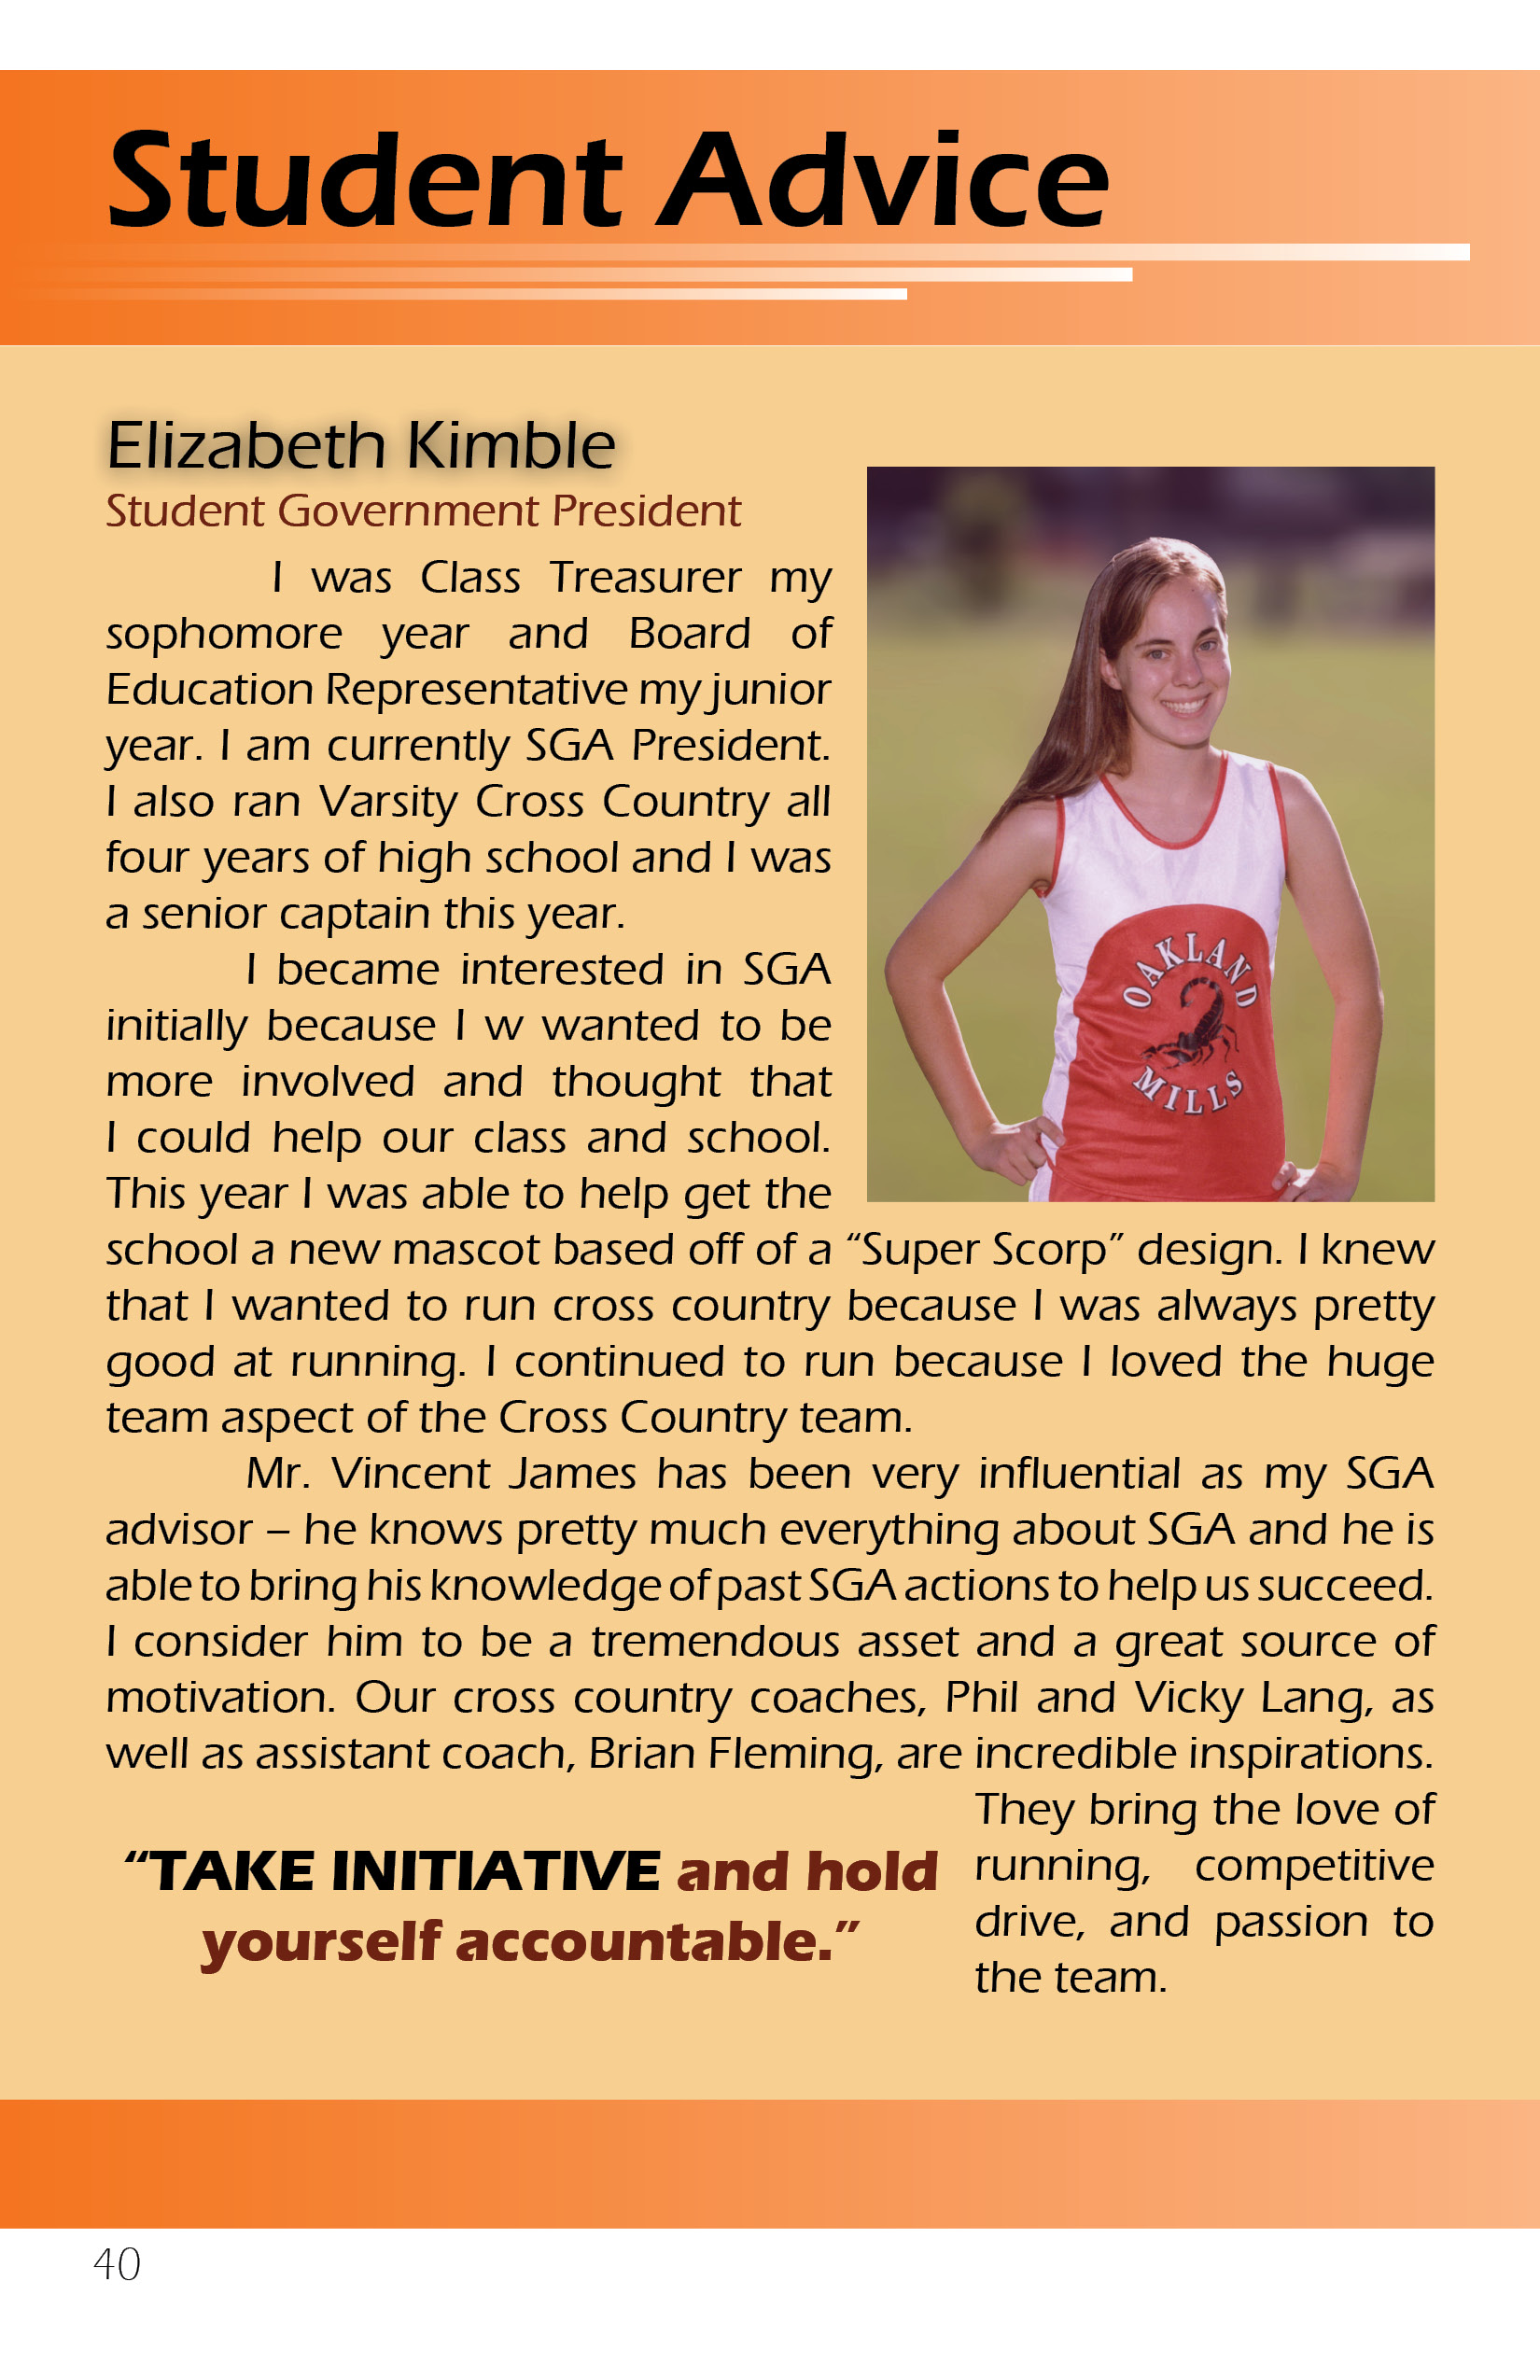 Student Advice
Elizabeth Kimble
Student Government President
I was Class Treasurer my
sophomore year and Board of
Education Representative my junior
year. I am currently SGA President.
I also ran Varsity Cross Country all
four years of high school and I was
a senior captain this year.
I became interested in SGA
initially because I w wanted to be
more involved and thought that
I could help our class and school.
This year I was able to help get the
school a new mascot based off of a “Super Scorp” design. I knew
that I wanted to run cross country because I was always pretty
good at running. I continued to run because I loved the huge
team aspect of the Cross Country team.
Mr. Vincent James has been very influential as my SGA
advisor – he knows pretty much everything about SGA and he is
able to bring his knowledge of past SGA actions to help us succeed.
I consider him to be a tremendous asset and a great source of
motivation. Our cross country coaches, Phil and Vicky Lang, as
well as assistant coach, Brian Fleming, are incredible inspirations.
They bring the love of
running, competitive
drive, and passion to
the team.
“TAKE INITIATIVE and hold
yourself accountable.”
OAKLAND
MILLS
40